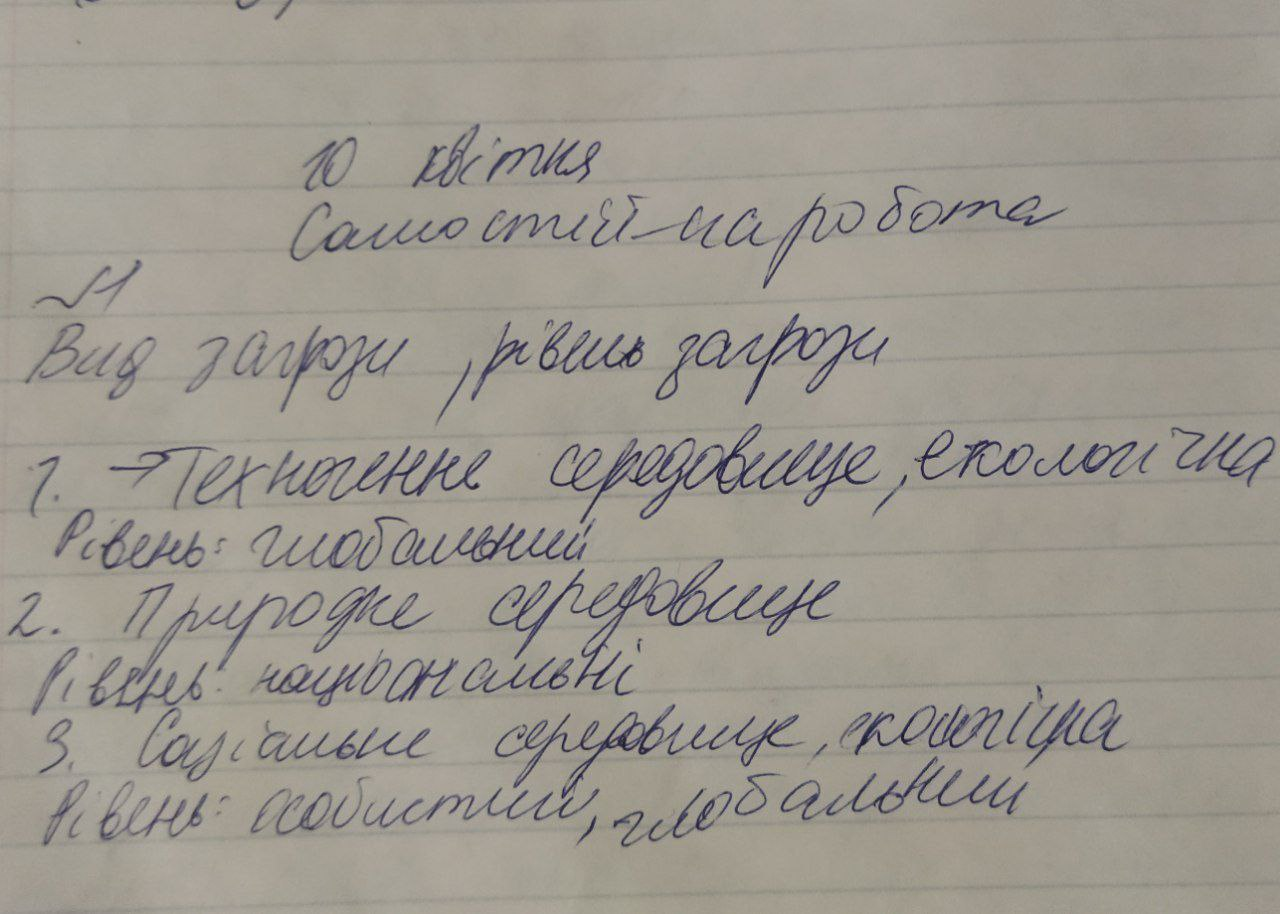 10 квітня
Самостійна робота
№1
Вид загрози, рівень загрози
1. → Техногенне середовище, екологічна
Рівень: глобальний
2. Природне середовище
Рівень: національні
3. Соціальне середовище, екологічна
Рівень: особистий, глобальний